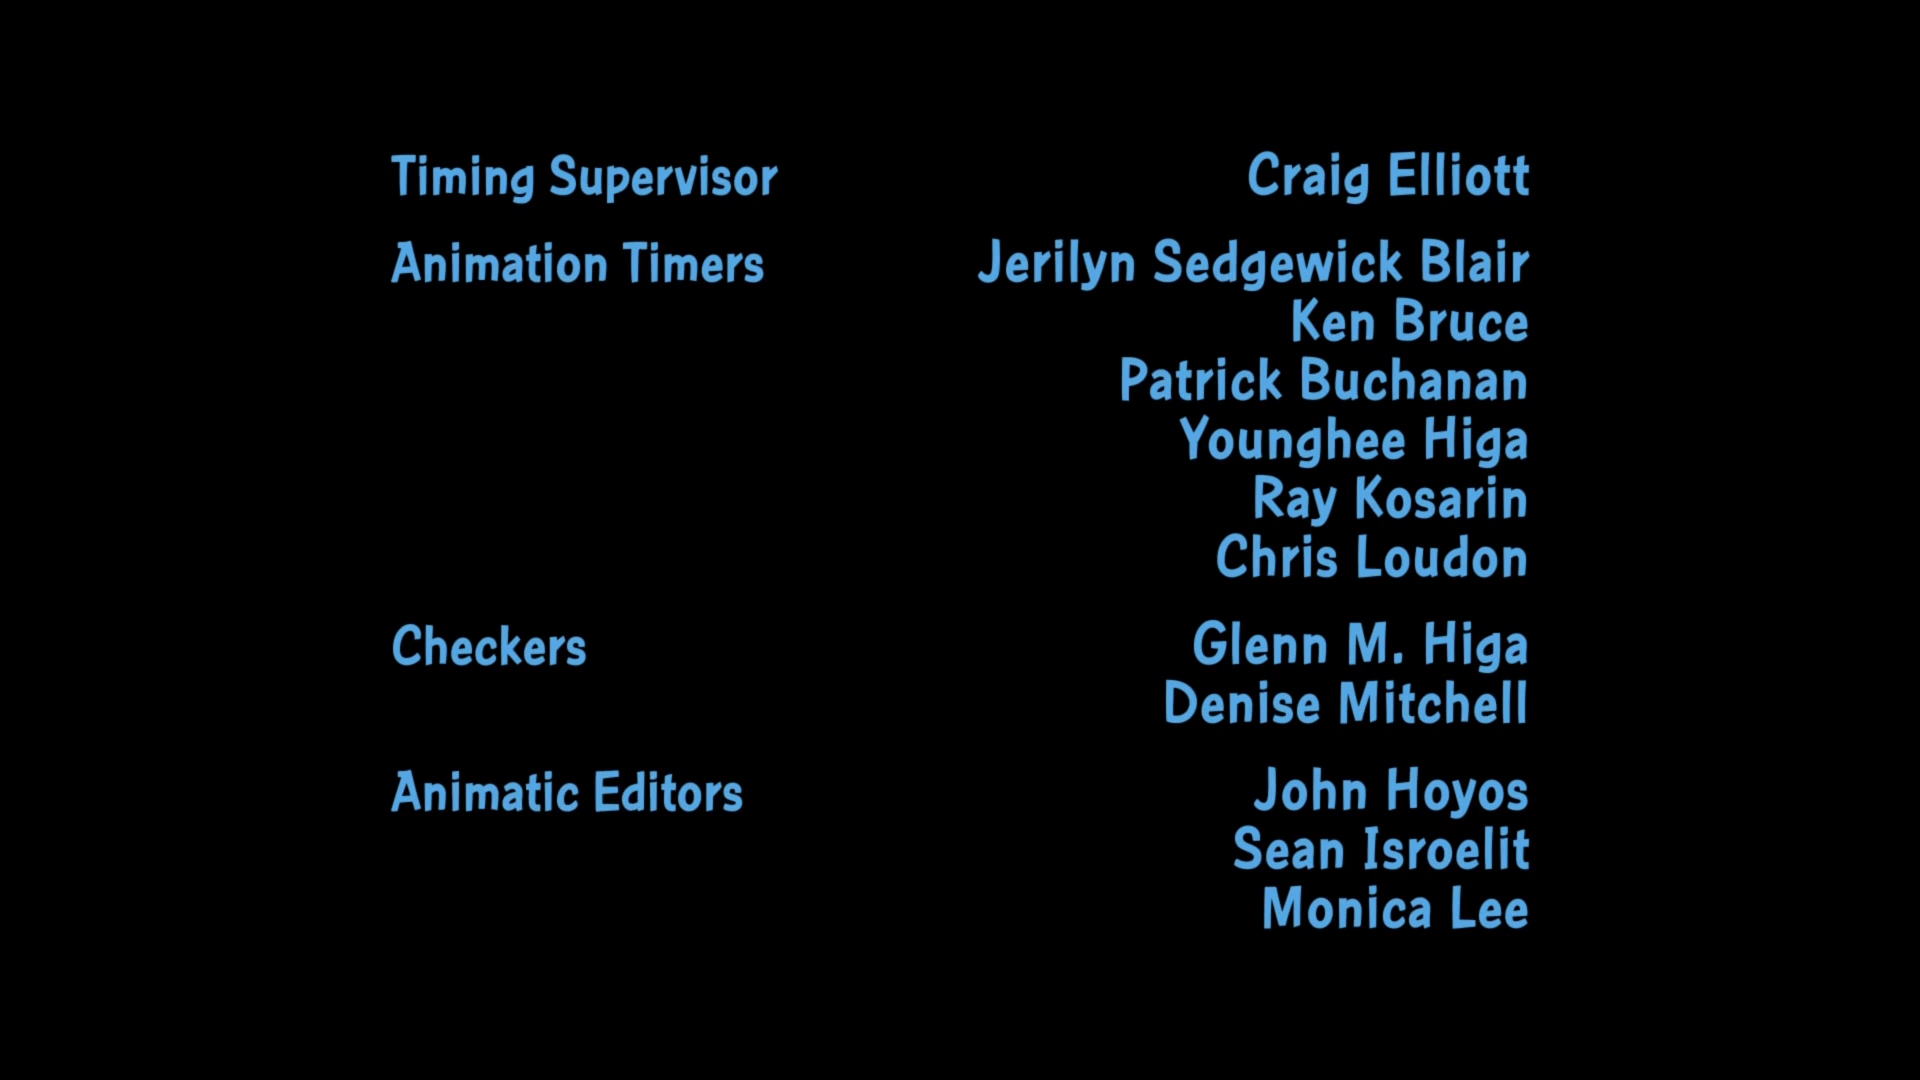 Timing Supervisor Craig Elliott
Animation Timers Jerilyn Sedgewick Blair
Ken Bruce
Patrick Buchanan
Younghee Higa
Ray Kosarin
Chris Loudon
Checkers Glenn M. Higa
Denise Mitchell
Animatic Editors John Hoyos
Sean Isroelit
Monica Lee